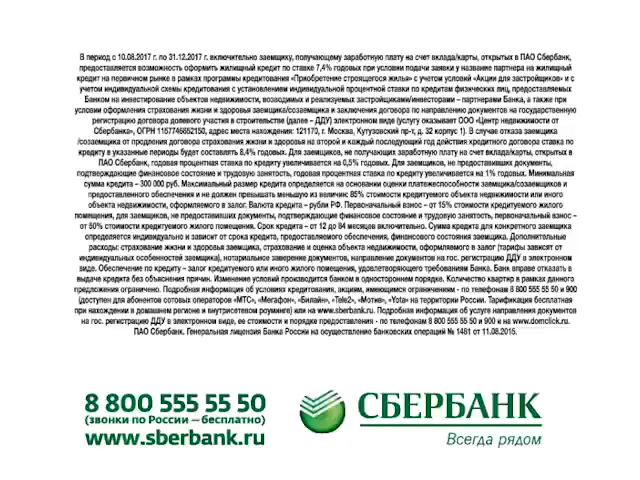 В период с 10.08.2017 г. по 31.12.2017 г. включительно заемщику, получающему заработную плату на счет вклада/карты, открытых в ПАО Сбербанк,
предоставляется возможность оформить жилищный кредит по ставке 7,4% годовых при условии подачи заявки у название партнера на жилищный
кредит на первичном рынке в рамках программы кредитования «Приобретение строящегося жилья» с учетом условий «Акции для застройщиков» и с
учетом индивидуальной схемы кредитования с установлением индивидуальной процентной ставки по кредитам физических лиц, предоставляемых
Банком на инвестирование объектов недвижимости, возводимых и реализуемых застройщиками/инвесторами – партнерами Банка, а также при
условии оформления страхования жизни и здоровья заемщика/созаемщика и заключения договора по направлению документов на государственную
регистрацию договора долевого участия в строительстве (далее – ДДУ) электронном виде (услугу оказывает ООО «Центр недвижимости от
Сбербанка», ОГРН 1157746652150, адрес места нахождения: 121170, г. Москва, Кутузовский пр-т, д. 32 корпус 1). В случае отказа заемщика
/созаемщика от продления договора страхования жизни и здоровья на второй и каждый последующий год действия кредитного договора ставка по
кредиту в указанные периоды будет составлять 8,4% годовых. Для заемщиков, не получающих заработную плату на счет вклада/карты, открытых в
ПАО Сбербанк, годовая процентная ставка по кредиту увеличивается на 0,5% годовых. Для заемщиков, не предоставивших документы,
подтверждающие финансовое состояние и трудовую занятость, годовая процентная ставка по кредиту увеличивается на 1% годовых. Минимальная
сумма кредита – 300 000 руб. Максимальный размер кредита определяется на основании оценки платежеспособности заемщика/созаемщиков и
предоставленного обеспечения и не должен превышать меньшую из величин: 85% стоимости кредитуемого объекта недвижимости или иного
объекта недвижимости, оформляемого в залог. Валюта кредита – рубли РФ. Первоначальный взнос – от 15% стоимости кредитуемого жилого
помещения, для заемщиков, не предоставивших документы, подтверждающие финансовое состояние и трудовую занятость, первоначальный взнос –
от 50% стоимости кредитуемого жилого помещения. Срок кредита – от 12 до 84 месяцев включительно. Сумма кредита для конкретного заемщика
определяется индивидуально и зависит от срока кредита, предоставляемого обеспечения, финансового состояния заемщика. Дополнительные
расходы: страхование жизни и здоровья заемщика, страхование и оценка объекта недвижимости, оформляемого в залог (тарифы зависят от
индивидуальных особенностей заемщика), нотариальное заверение документов, направление документов на гос. регистрацию ДДУ в электронном
виде. Обеспечение по кредиту – залог кредитуемого или иного жилого помещения, удовлетворяющего требованиям Банка. Банк вправе отказать в
выдаче кредита без объяснения причин. Изменение условий производится банком в одностороннем порядке. Количество квартир в рамках данного
предложения ограничено. Подробная информация об условиях кредитования, акциям, имеющимся ограничениям - по телефонам 8 800 555 55 50 и 900
(доступен для абонентов сотовых операторов «МТС», «Мегафон», «Билайн», «Tele2», «Мотив», «Yota» на территории России. Тарификация бесплатная
при нахождении в домашнем регионе и внутрисетевом роуминге) или на www.sberbank.ru. Подробная информация об услуге направления документов
на гос. регистрацию ДДУ в электронном виде, ее стоимости и порядке предоставления - по телефонам 8 800 555 55 50 и 900 и на www.domclick.ru.
ПАО Сбербанк. Генеральная лицензия Банка России на осуществление банковских операций № 1481 от 11.08.2015.
8 800 555 55 50
(звонки по России — бесплатно)
www.sberbank.ru
СБЕРБАНК
Всегда рядом